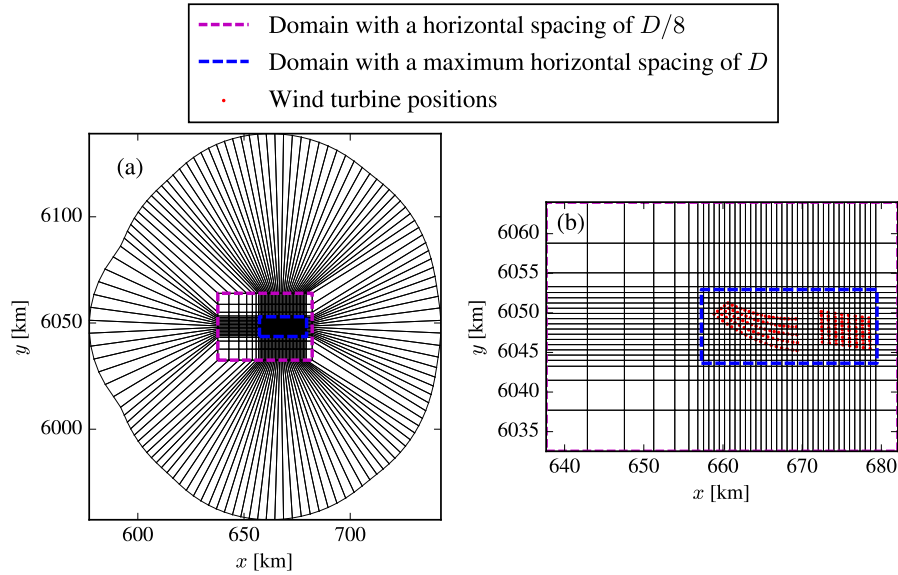 Domain with a horizontal spacing of D/8
Domain with a maximum horizontal spacing of D
Wind turbine positions
(a)
6100
6050
6000
y [km]
600
650
700
x [km]
(b)
6060
6055
6050
6045
6040
6035
y [km]
640
650
660
670
680
x [km]